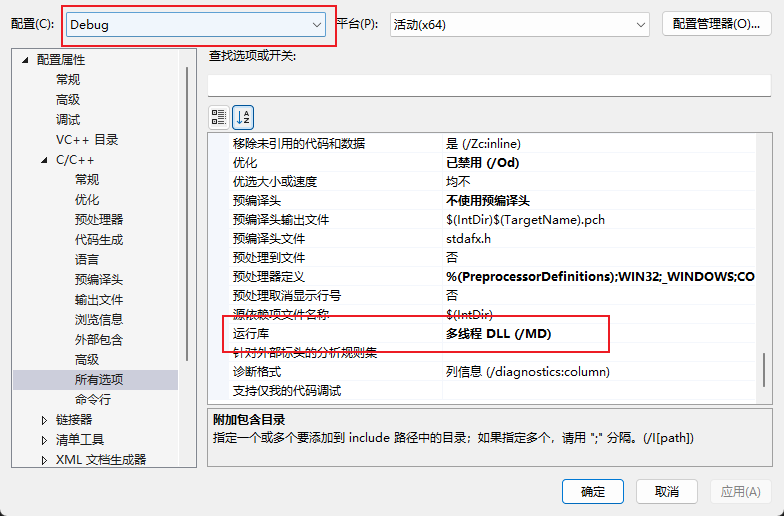 配置(C):
Debug
平台(P):
活动(x64)
配置管理器(O)...
配置属性
常规
高级
调试
VC++ 目录
C/C++
常规
优化
预处理器
代码生成
语言
预编译头
输出文件
浏览信息
外部包含
高级
所有选项
命令行
链接器
清单工具
XML 文档生成器
查找选项或开关:
移除未引用的代码和数据 是 (/Zc:inline)
优化 已禁用 (/Od)
优选大小或速度 均不
预编译头 不使用预编译头
预编译头输出文件 $(IntDir)$(TargetName).pch
预编译头文件 stdafx.h
预处理到文件 否
预处理器定义 %(PreprocessorDefinitions);WIN32;_WINDOWS;CO
预处理取消显示行号 否
源依赖项文件名称 $(IntDir)
运行库 多线程 DLL (/MD)
针对外部标头的分析规则集
诊断格式 列信息 (/diagnostics:column)
支持仅我的代码调试
附加包含目录
指定一个或多个要添加到 include 路径中的目录；如果指定多个，请用 ";" 分隔。(/I[path])
确定
取消
应用(A)